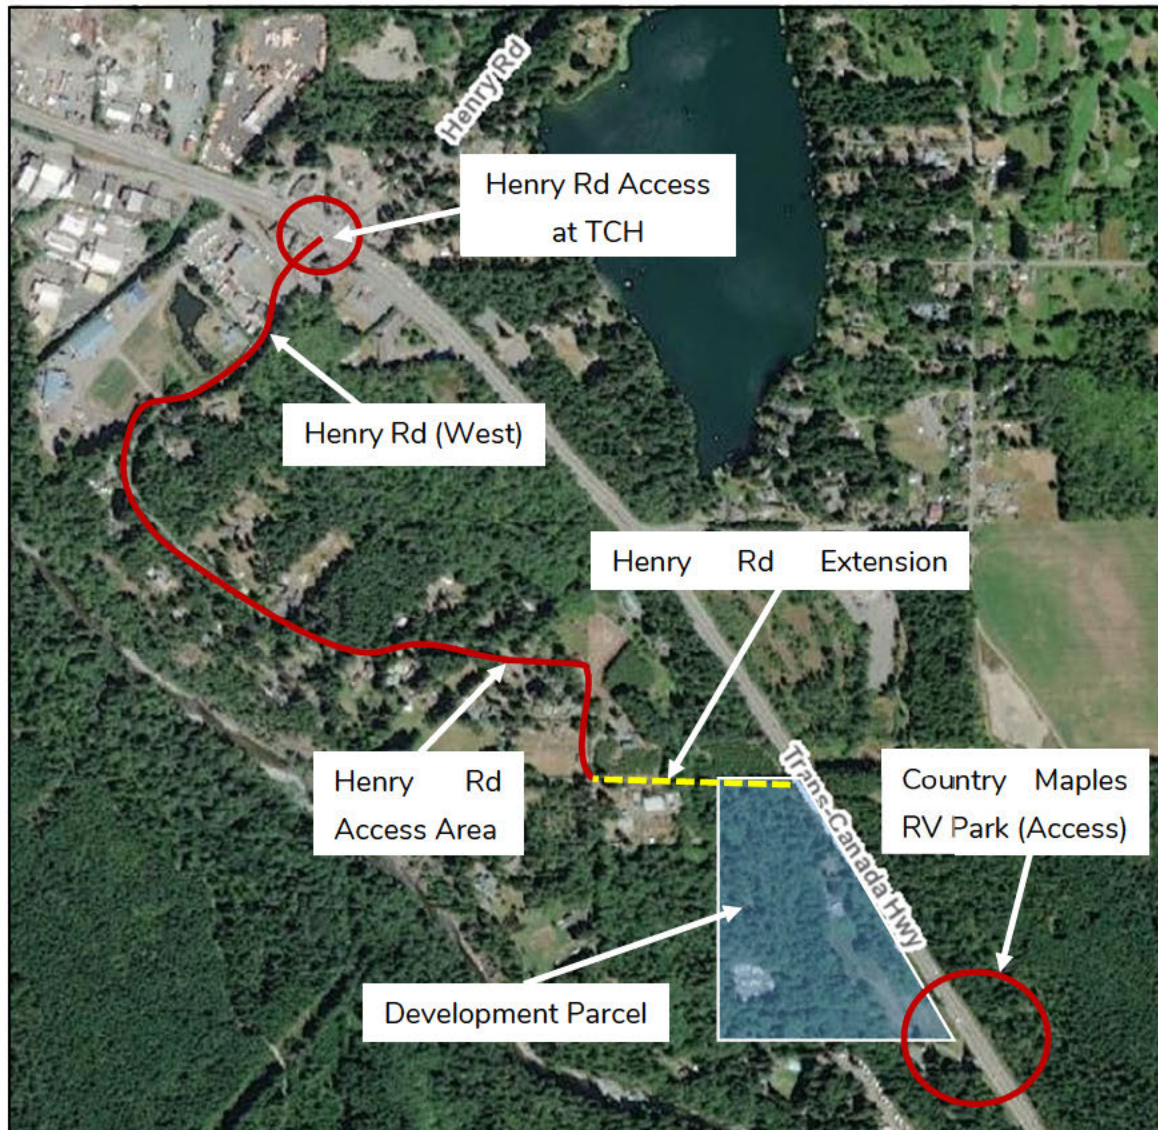 Henry Rd
Henry Rd Access
at TCH
Henry Rd (West)
Henry Rd Extension
Trans-Canada Hwy
Henry Rd
Access Area
Country Maples
RV Park (Access)
Development Parcel